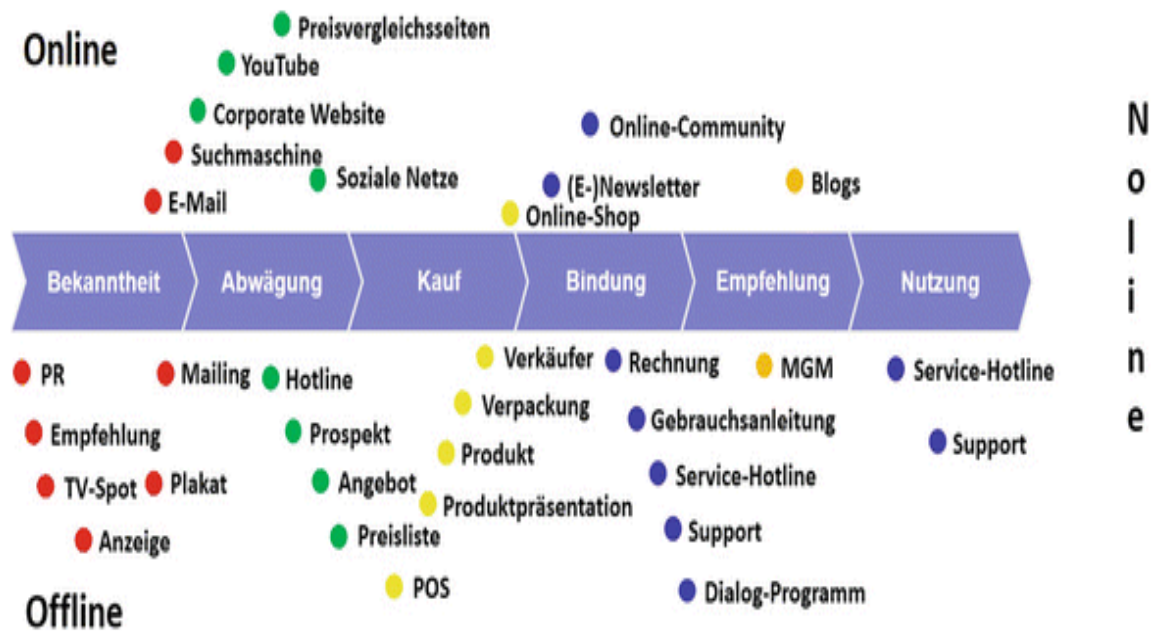 Online
Preisvergleichsseiten
YouTube
Corporate Website
Suchmaschine
E-Mail
Soziale Netze
Online-Community
(E-)Newsletter
Online-Shop
Blogs
Bekanntheit
Abwägung
Kauf
Bindung
Empfehlung
Nutzung
PR
Empfehlung
TV-Spot
Anzeige
Mailing
Plakat
Hotline
Prospekt
Angebot
Preisliste
Verkäufer
Verpackung
Produkt
Produktpräsentation
POS
Rechnung
Gebrauchsanleitung
Service-Hotline
Support
Dialog-Programm
MGM
Service-Hotline
Support
Offline
Noline